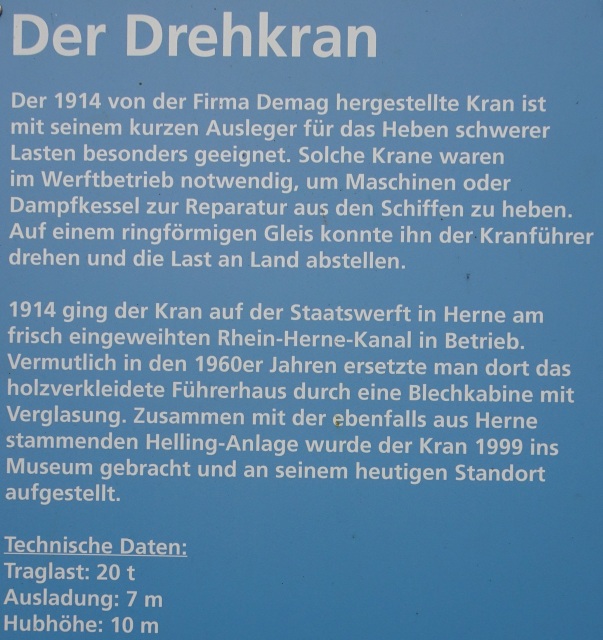 Der Drehkran
Der 1914 von der Firma Demag hergestellte Kran ist
mit seinem kurzen Ausleger für das Heben schwerer
Lasten besonders geeignet. Solche Krane waren
im Werftbetrieb notwendig, um Maschinen oder
Dampfkessel zur Reparatur aus den Schiffen zu heben.
Auf einem ringförmigen Gleis konnte ihn der Kranführer
drehen und die Last an Land abstellen.
1914 ging der Kran auf der Staatswerft in Herne am
frisch eingeweihten Rhein-Herne-Kanal in Betrieb.
Vermutlich in den 1960er Jahren ersetzte man dort das
holzverkleidete Führerhaus durch eine Blechkabine mit
Verglasung. Zusammen mit der ebenfalls aus Herne
stammenden Helling-Anlage wurde der Kran 1999 ins
Museum gebracht und an seinem heutigen Standort
aufgestellt.
Technische Daten:
Traglast: 20 t
Ausladung: 7 m
Hubhöhe: 10 m